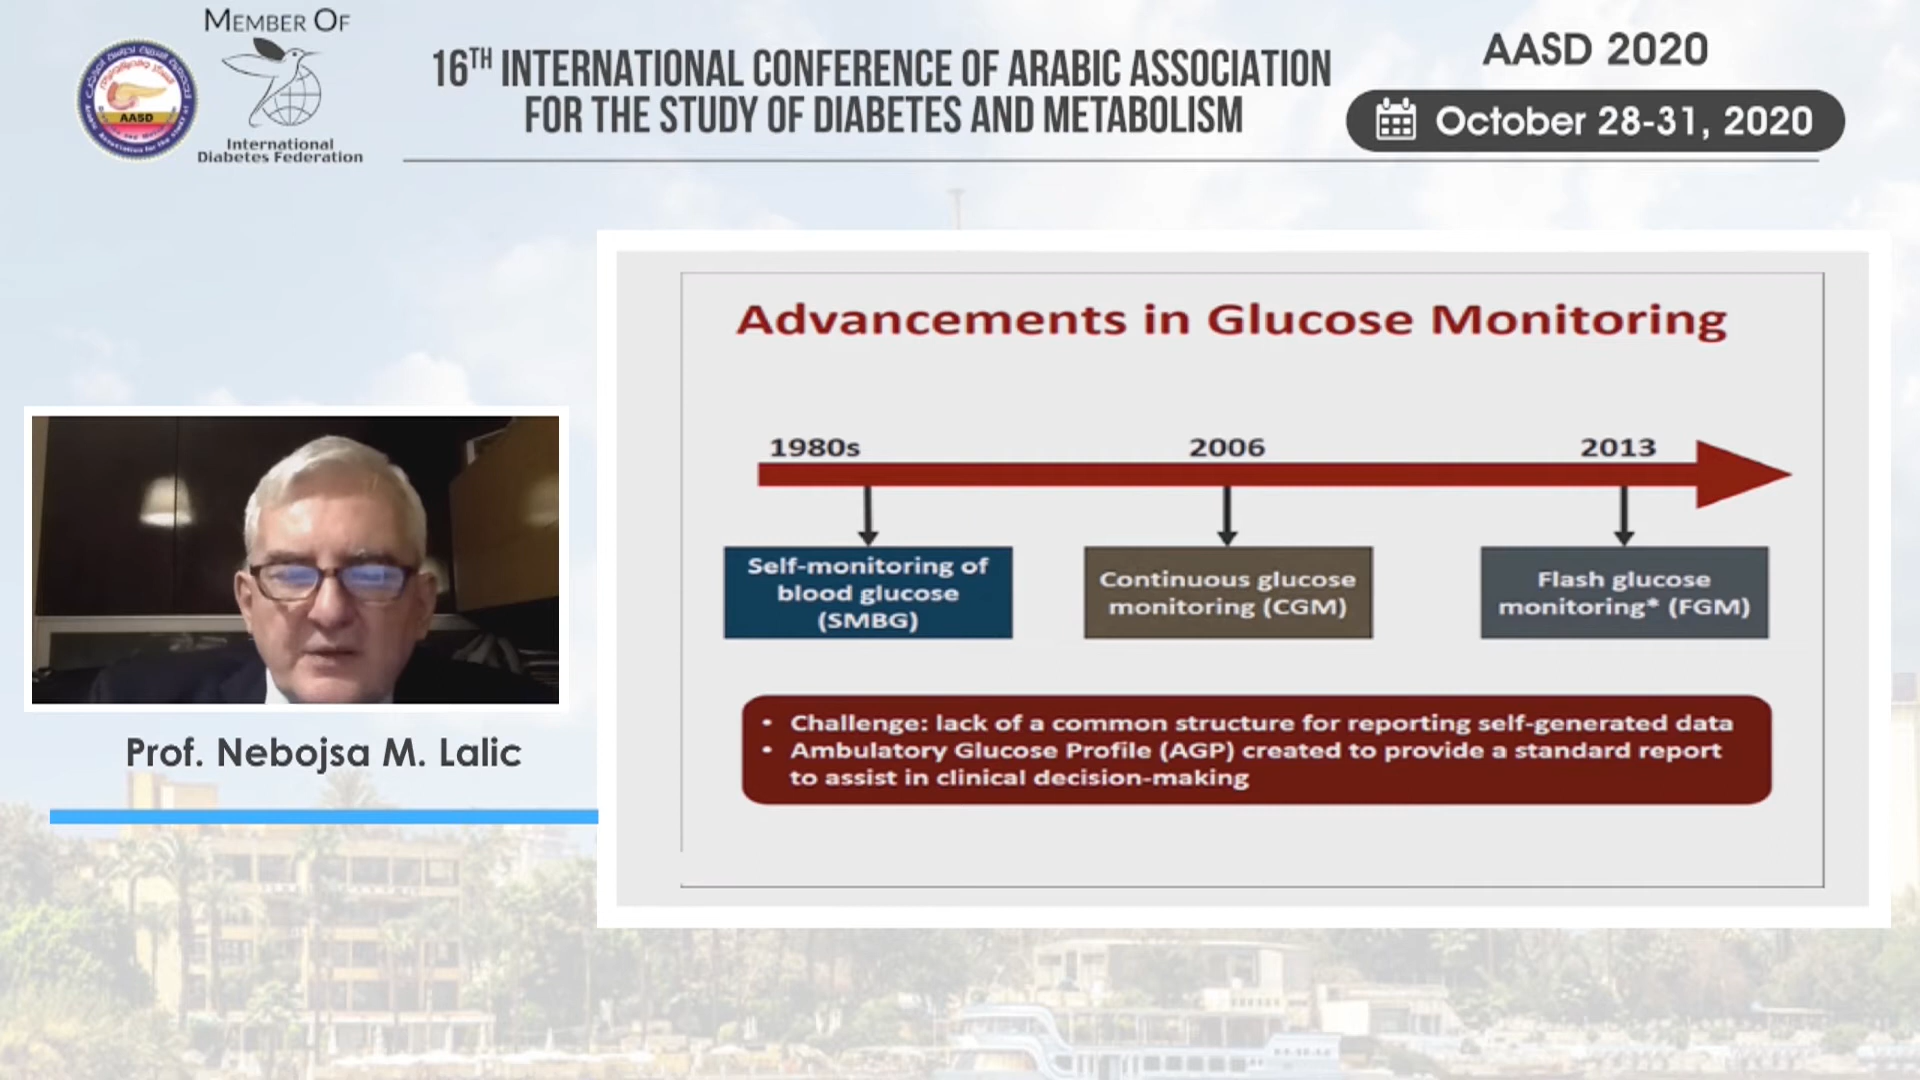 MEMBER OF
AASD
International
Diabetes Federation
16TH INTERNATIONAL CONFERENCE OF ARABIC ASSOCIATION
FOR THE STUDY OF DIABETES AND METABOLISM
AASD 2020
October 28-31, 2020
Advancements in Glucose Monitoring
1980s
2006
2013
Self-monitoring of
blood glucose
(SMBG)
Continuous glucose
monitoring (CGM)
Flash glucose
monitoring* (FGM)
• Challenge: lack of a common structure for reporting self-generated data
• Ambulatory Glucose Profile (AGP) created to provide a standard report
to assist in clinical decision-making
Prof. Nebojsa M. Lalic